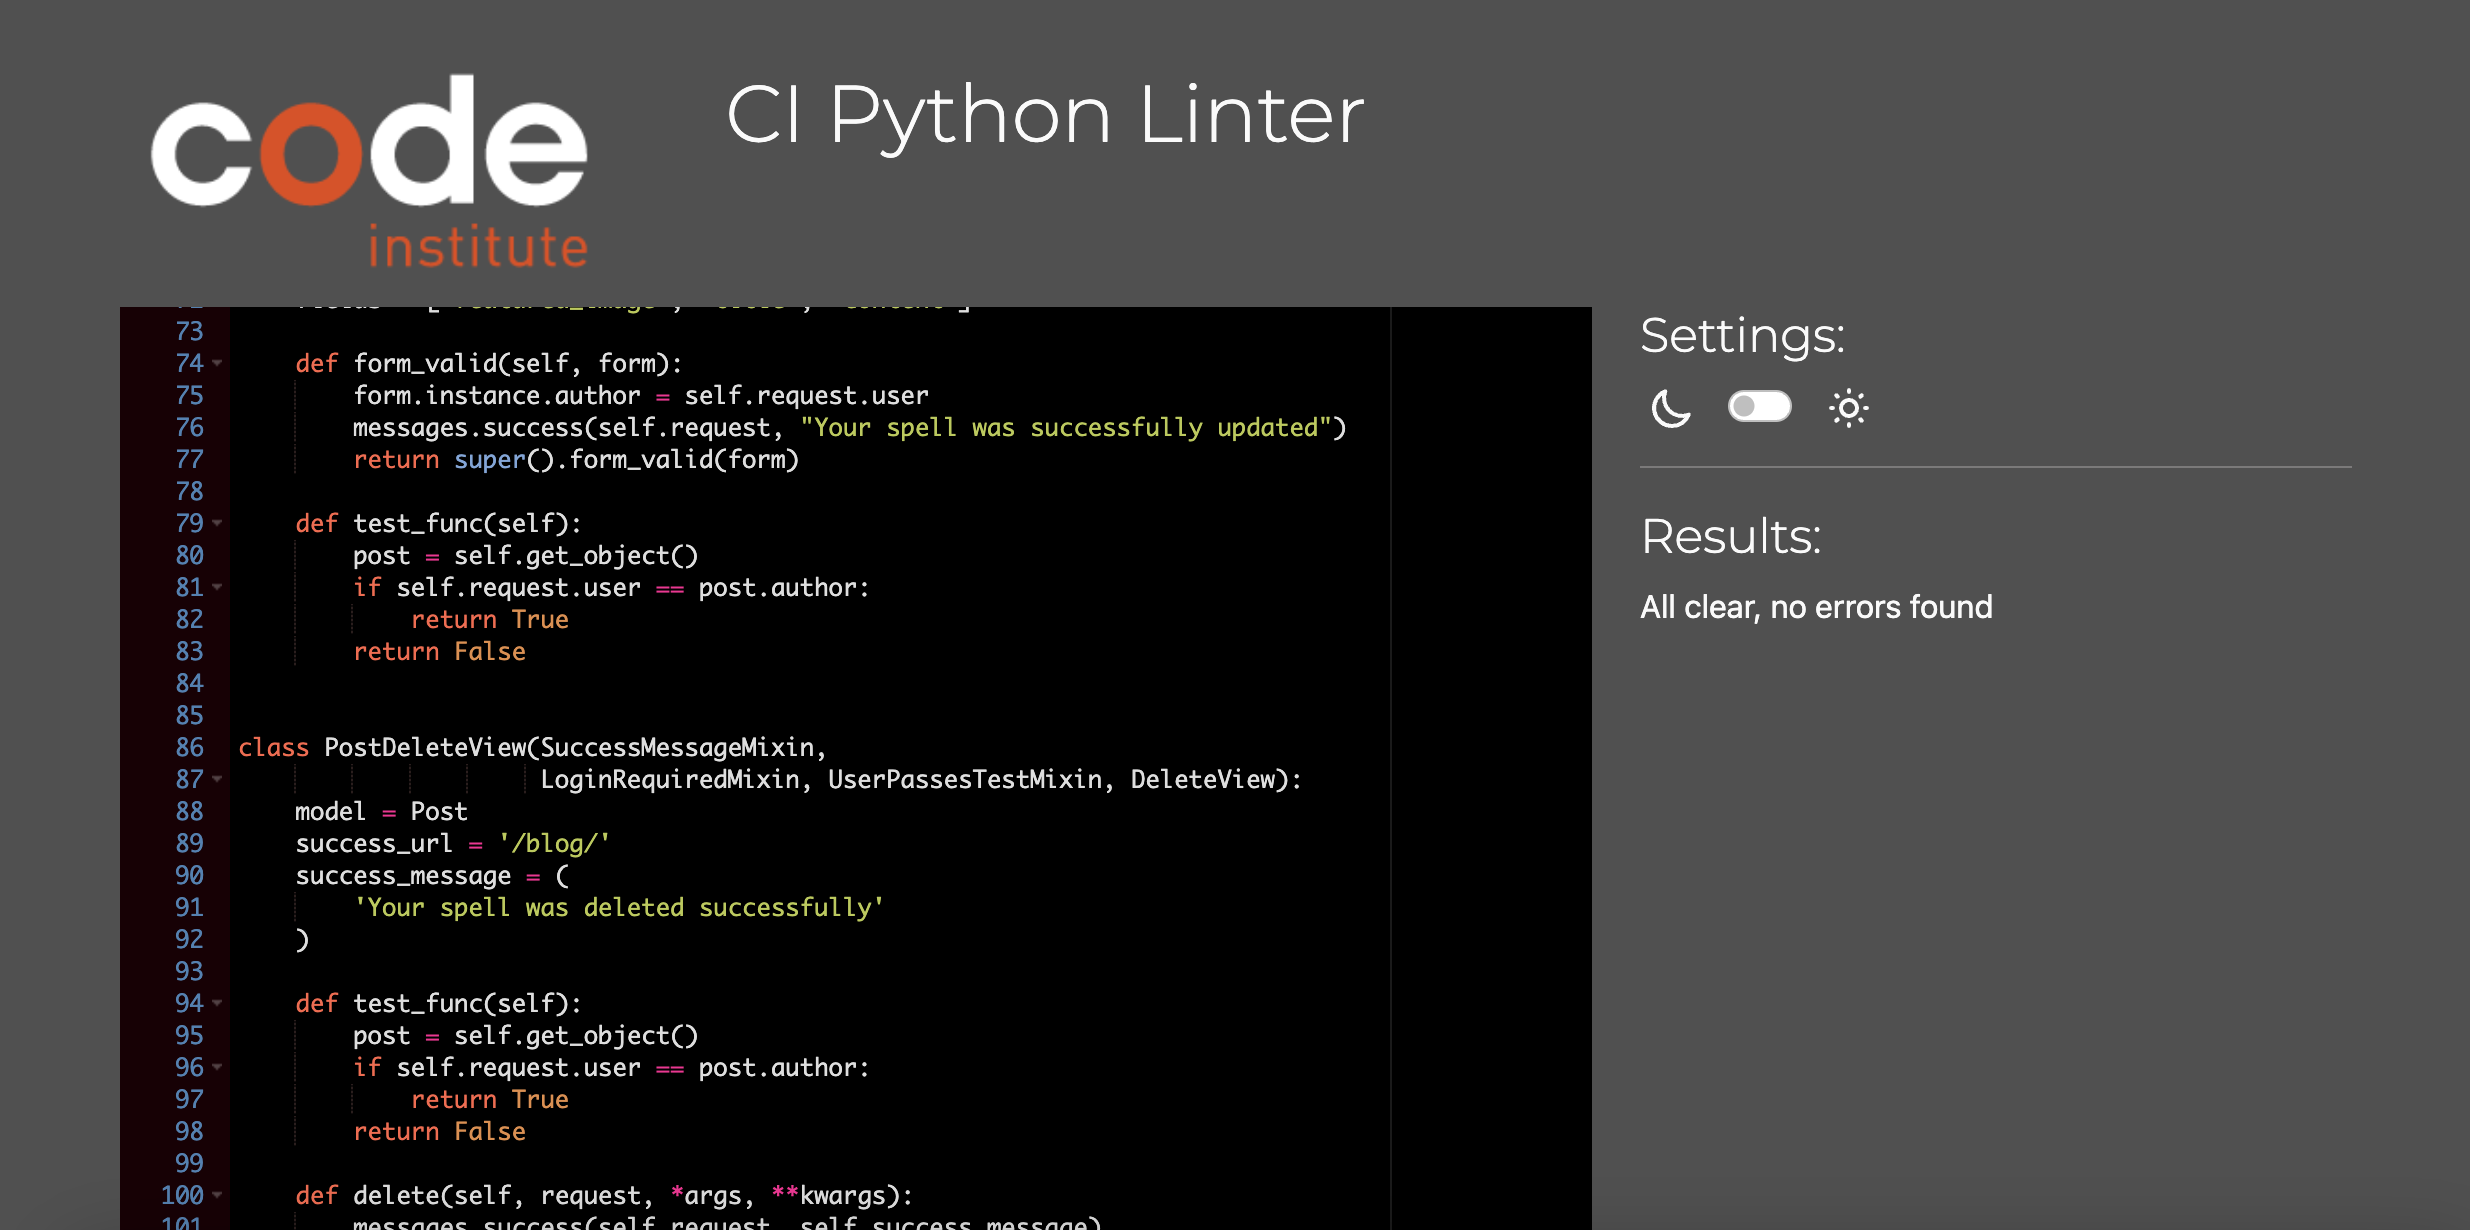 code
institute
CI Python Linter
73
74 def form_valid(self, form):
75 form.instance.author = self.request.user
76 messages.success(self.request, "Your spell was successfully updated")
77 return super().form_valid(form)
78
79 def test_func(self):
80 post = self.get_object()
81 if self.request.user == post.author:
82 return True
83 return False
84
85
86 class PostDeleteView(SuccessMessageMixin,
87 LoginRequiredMixin, UserPassesTestMixin, DeleteView):
88 model = Post
89 success_url = '/blog/'
90 success_message = (
91 'Your spell was deleted successfully'
92 )
93
94 def test_func(self):
95 post = self.get_object()
96 if self.request.user == post.author:
97 return True
98 return False
99
100 def delete(self, request, *args, **kwargs):
101 messages.success(self.request, self.success_message)
Settings:
Results:
All clear, no errors found